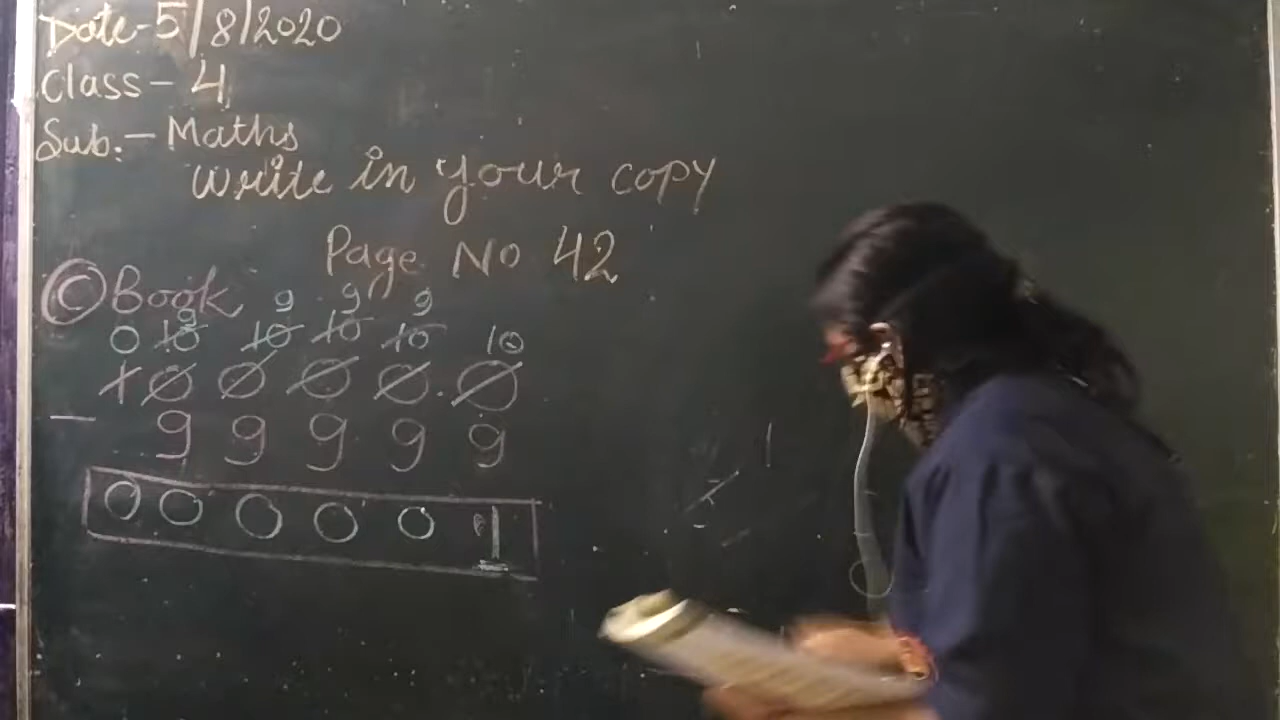 Date-5/8/2020
Class-4
Sub:-Maths
Write in your copy
Page No 42
© Book
9 9 9 9
0 10 10 10 10 10
1 0 0 0 0 0
- 9 9 9 9 9
0 0 0 0 0 1